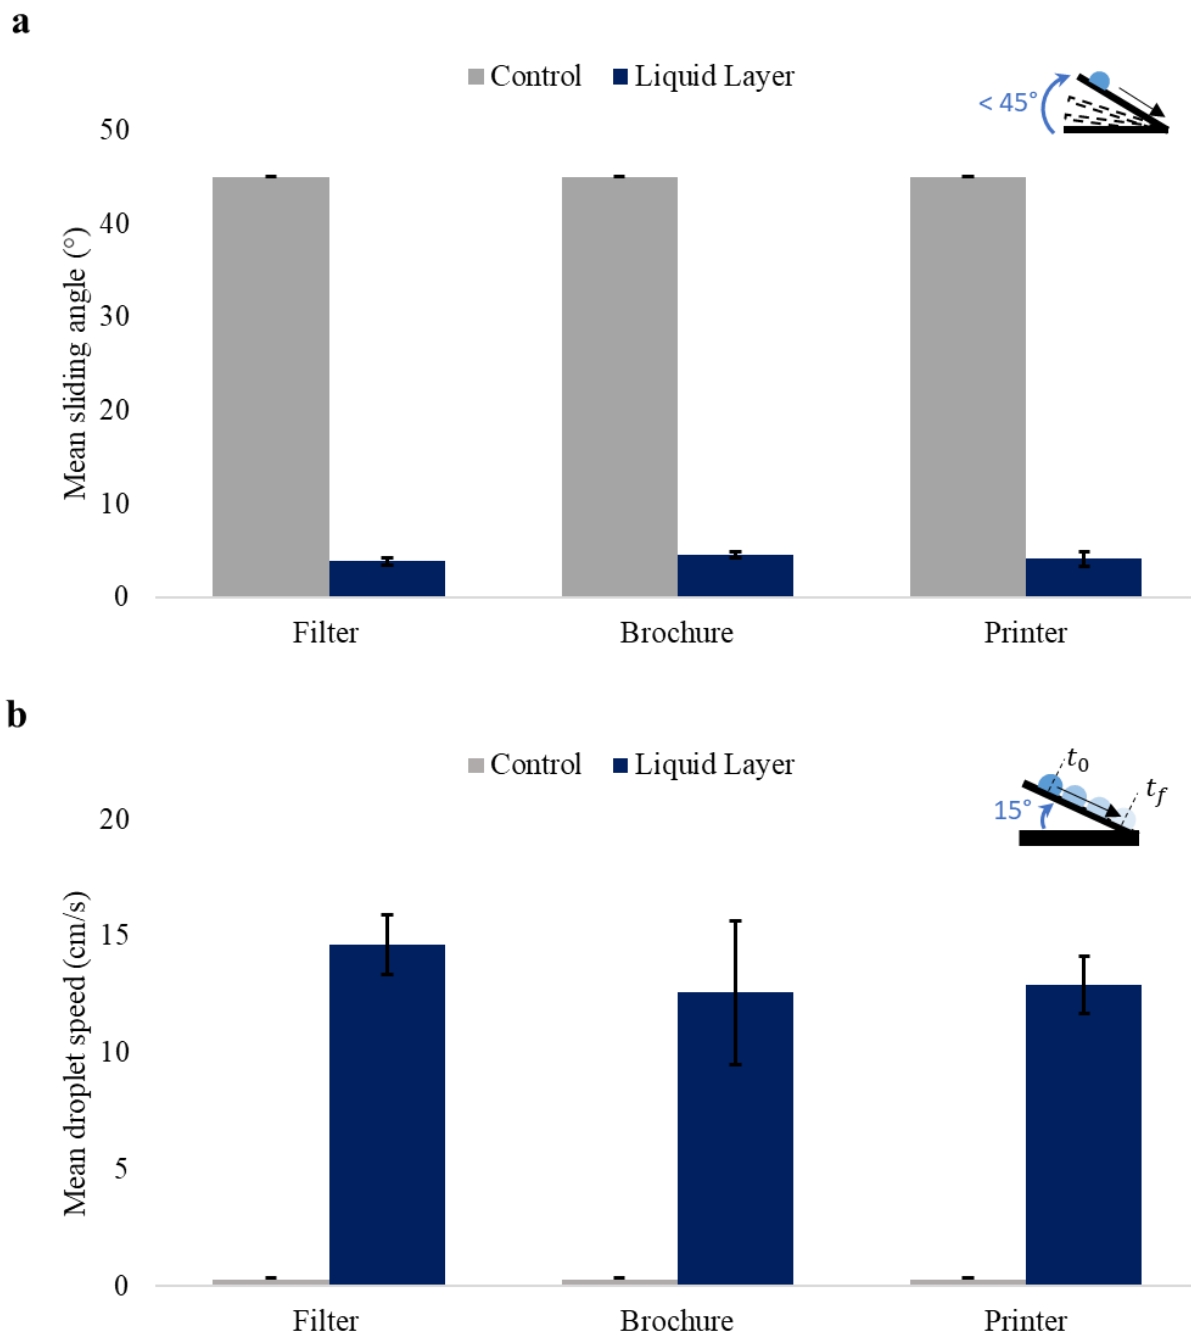 a
Control Liquid Layer
< 45°
50
40
30
20
10
0
Mean sliding angle (°)
Filter Brochure Printer
b
Control Liquid Layer
t₀
t_f
15°
20
15
10
5
0
Mean droplet speed (cm/s)
Filter Brochure Printer